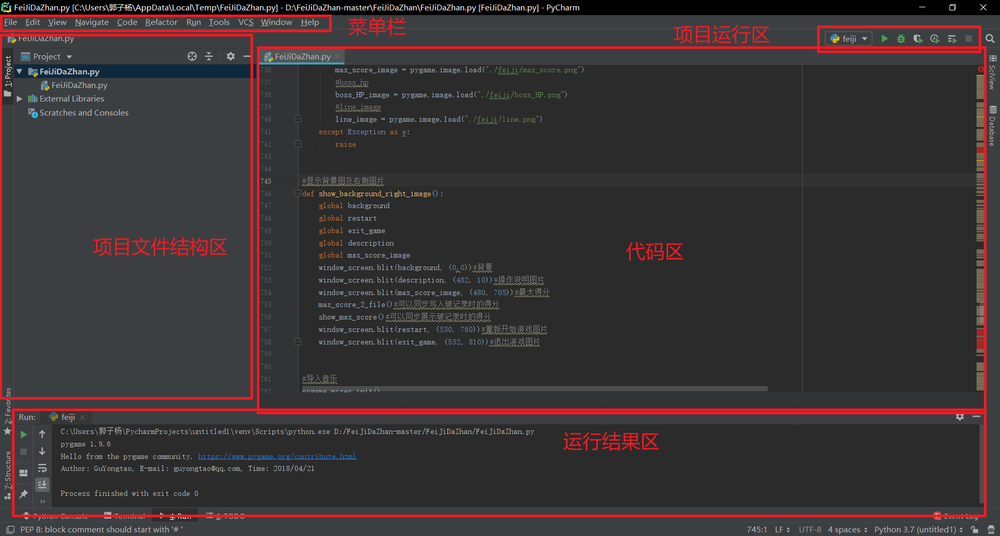 FeiJiDaZhan.py [C:\Users\郭子杨\AppData\Local\Temp\FeiJiDaZhan.py] - D:\FeiJiDaZhan-master\FeiJiDaZhan\FeiJiDaZhan.py [FeiJiDaZhan.py] - PyCharm
File Edit View Navigate Code Refactor Run Tools VCS Window Help
菜单栏
项目运行区
FeiJiDaZhan.py
feiji
Project
FeiJiDaZhan.py
1: Project
FeiJiDaZhan.py
FeiJiDaZhan.py
External Libraries
Scratches and Consoles
项目文件结构区
SciView
Database
736 max_score_image = pygame.image.load("./feiji/max_score.png")
737 #boss_hp
738 boss_HP_image = pygame.image.load("./feiji/boss_HP.png")
739 #line_image
740 line_image = pygame.image.load("./feiji/line.png")
741 except Exception as e:
742 raise
743
744
745 #显示背景图及右侧图片
746 def show_background_right_image():
747 global background
748 global restart
749 global exit_game
750 global description
751 global max_score_image
752 window_screen.blit(background, (0,0))#背景
753 window_screen.blit(description, (482, 10))#操作说明图片
754 window_screen.blit(max_score_image, (480, 705))#最大得分
755 max_score_2_file()#可以同步写入破记录时的得分
756 show_max_score()#可以同步展示破记录时的得分
757 window_screen.blit(restart, (530, 760))#重新开始游戏图片
758 window_screen.blit(exit_game, (532, 810))#退出游戏图片
759
760
761 #导入音乐
762 pygame.mixer.init()
代码区
2: Favorites
7: Structure
Run: feiji
C:\Users\郭子杨\PycharmProjects\untitled1\venv\Scripts\python.exe D:/FeiJiDaZhan-master/FeiJiDaZhan/FeiJiDaZhan.py
pygame 1.9.6
Hello from the pygame community. https://www.pygame.org/contribute.html
Author: GuYongtao, E-mail: guyongtao@qq.com, Time: 2018/04/21
Process finished with exit code 0
运行结果区
Python Console Terminal 4: Run 6: TODO Event Log
PEP 8: block comment should start with '# ' 745:1 LF UTF-8 4 spaces Python 3.7 (untitled1)